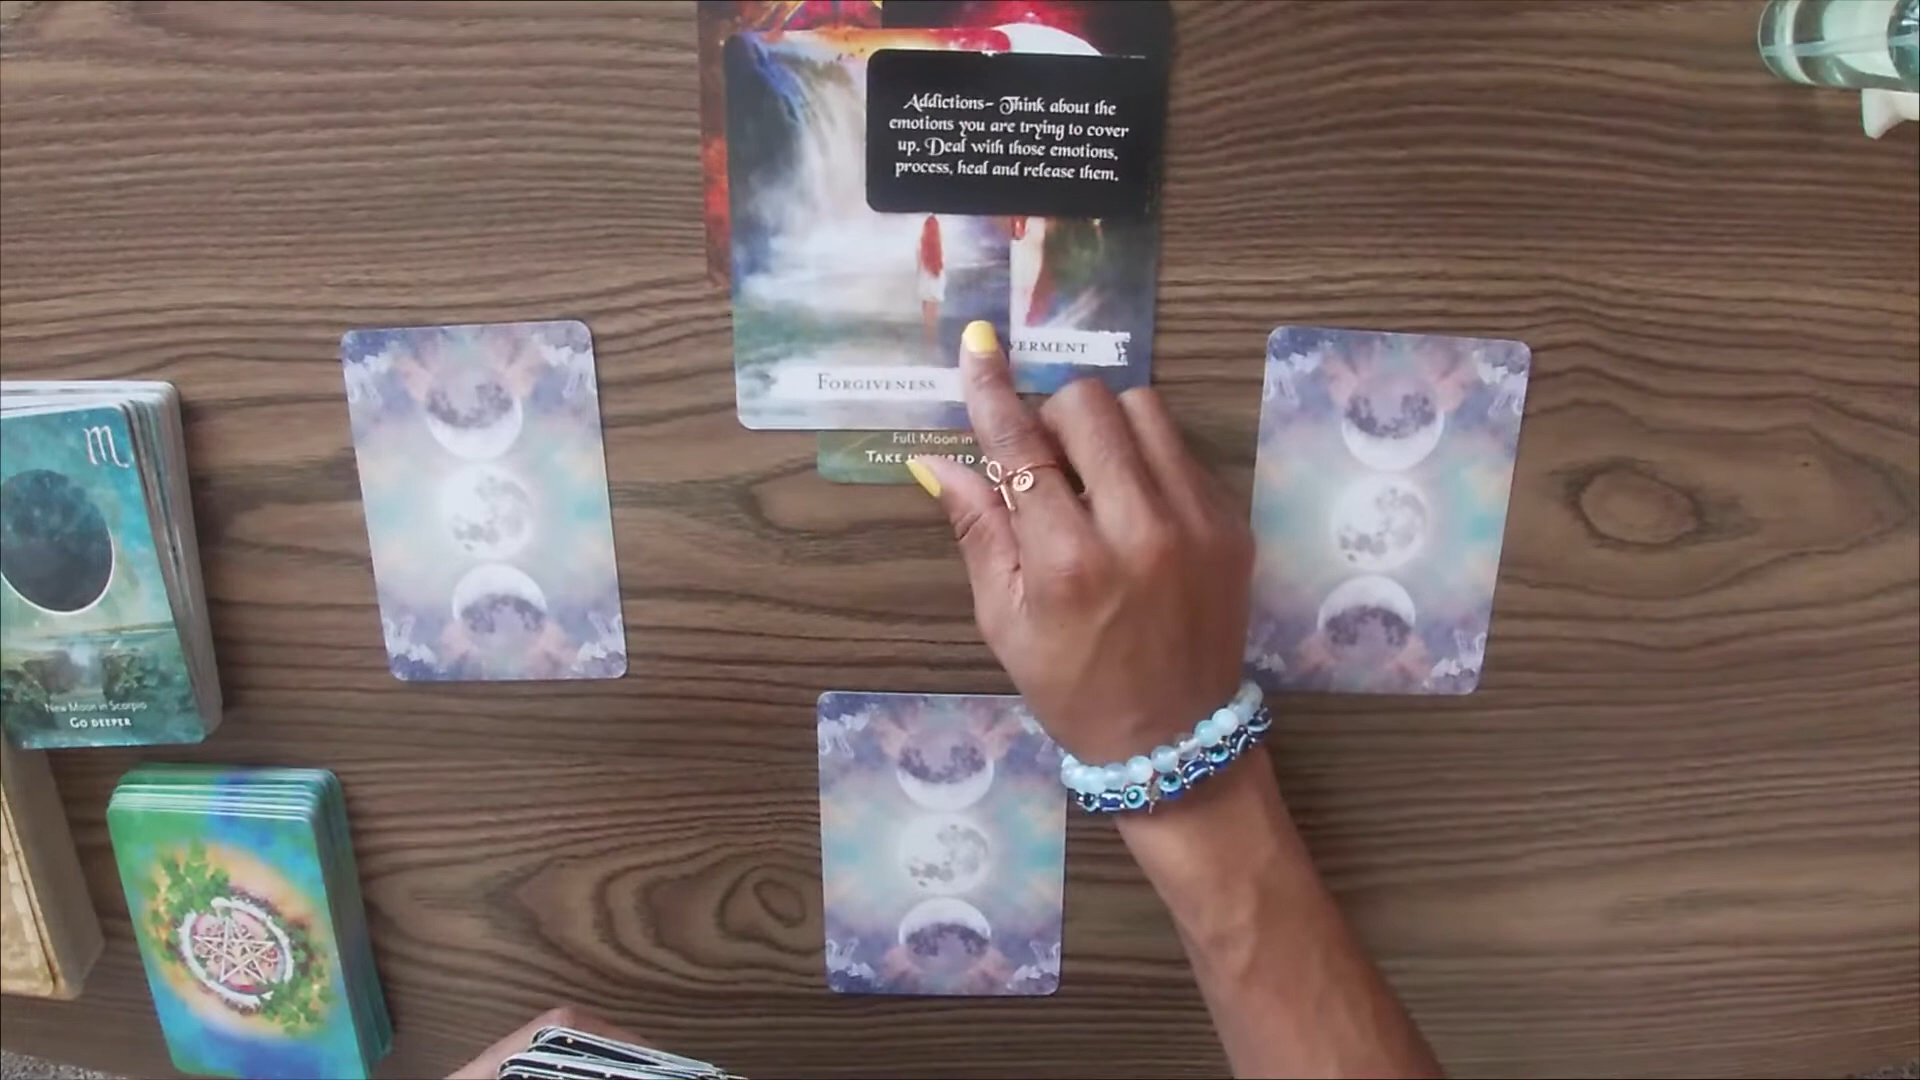 Addictions- Think about the
emotions you are trying to cover
up. Deal with those emotions,
process, heal and release them.
VERMENT
FORGIVENESS
Full Moon in
TAKE INSPIRED A
New Moon in Scorpio
GO DEEPER